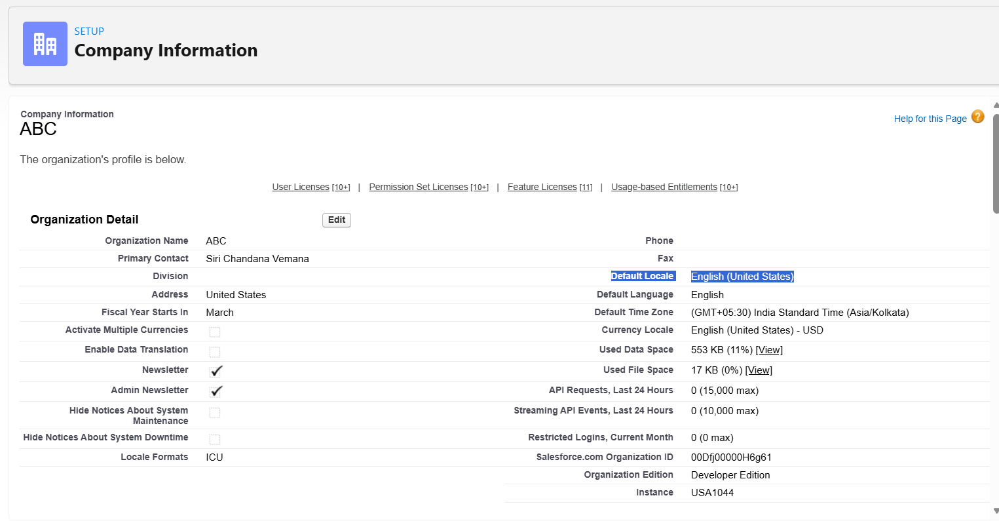 SETUP
Company Information
Company Information
ABC
Help for this Page ?
The organization's profile is below.
User Licenses [10+] | Permission Set Licenses [10+] | Feature Licenses [11] | Usage-based Entitlements [10+]
Organization Detail Edit
Organization Name ABC Phone
Primary Contact Siri Chandana Vemana Fax
Division Default Locale English (United States)
Address United States Default Language English
Fiscal Year Starts In March Default Time Zone (GMT+05:30) India Standard Time (Asia/Kolkata)
Activate Multiple Currencies Currency Locale English (United States) - USD
Enable Data Translation Used Data Space 553 KB (11%) [View]
Newsletter Used File Space 17 KB (0%) [View]
Admin Newsletter API Requests, Last 24 Hours 0 (15,000 max)
Hide Notices About System
Maintenance Streaming API Events, Last 24 Hours 0 (10,000 max)
Hide Notices About System Downtime Restricted Logins, Current Month 0 (0 max)
Locale Formats ICU Salesforce.com Organization ID 00Dfj00000H6g61
Organization Edition Developer Edition
Instance USA1044